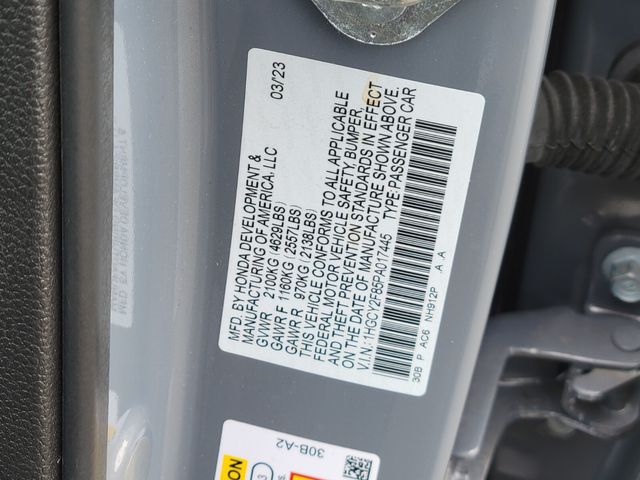 MFD. BY HONDA DEVELOPMENT & 03/23
MANUFACTURING OF AMERICA, LLC
GVWR 2100KG (4629LBS)
GAWR F 1160KG (2557LBS)
GAWR R 970KG (2138LBS)
THIS VEHICLE CONFORMS TO ALL APPLICABLE
FEDERAL MOTOR VEHICLE SAFETY, BUMPER,
AND THEFT PREVENTION STANDARDS IN EFFECT
ON THE DATE OF MANUFACTURE SHOWN ABOVE.
V.I.N.:1HGCY2F65PA017445 TYPE:PASSENGER CAR
30B P AC6 NH912P A A
30B-A2